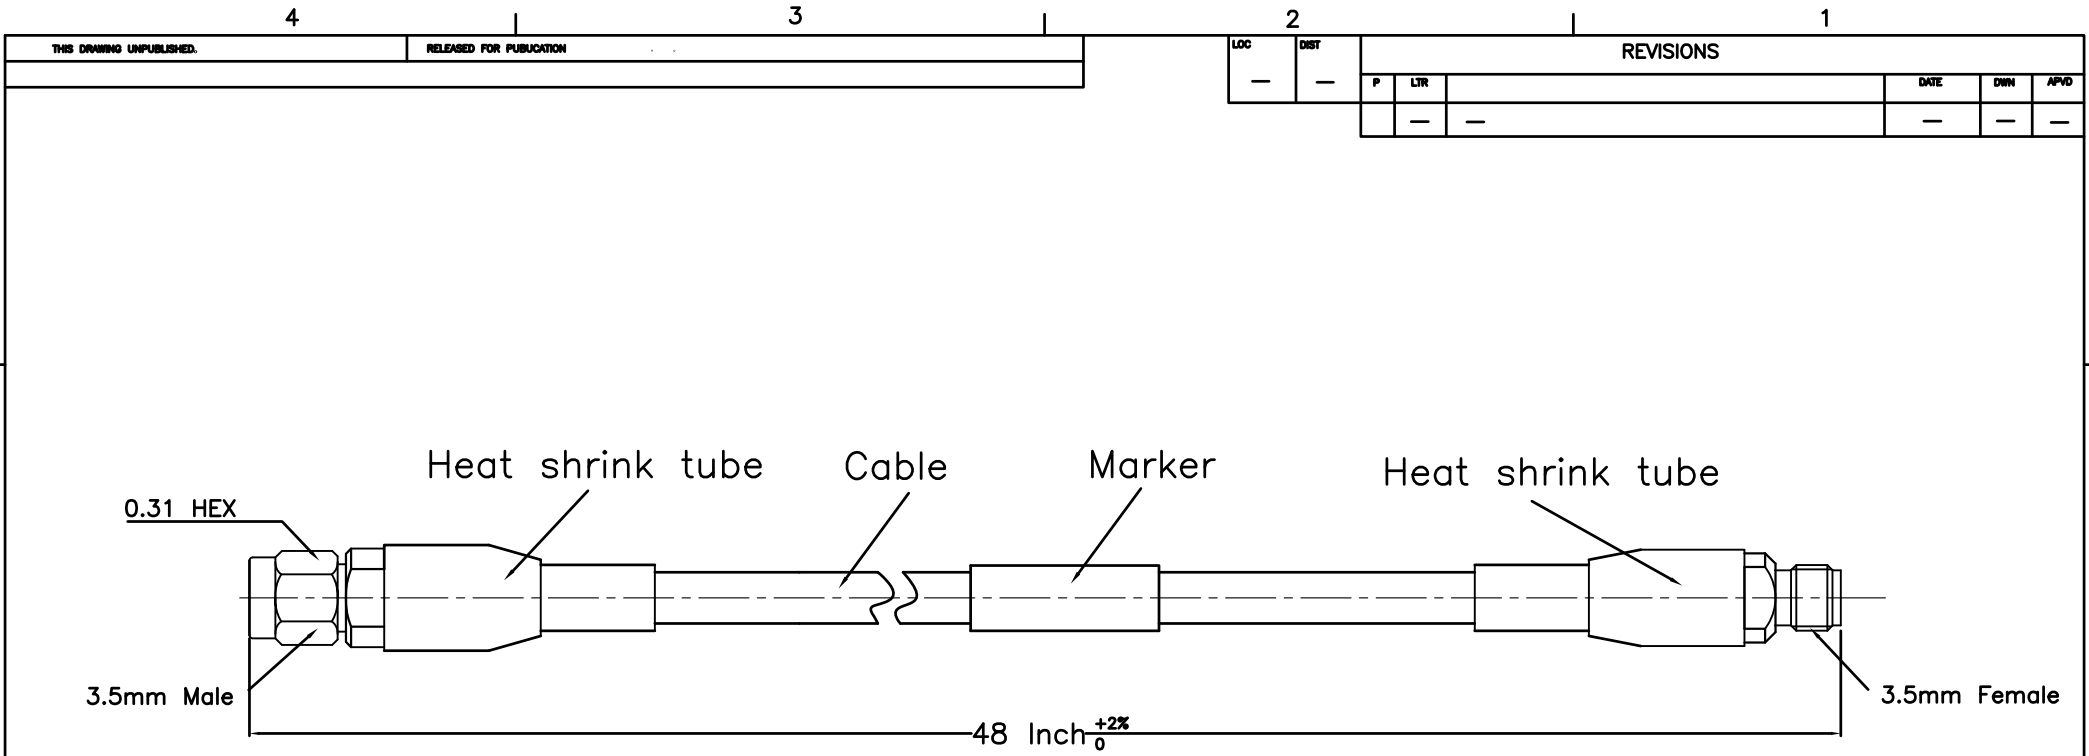 4 3 2 1
THIS DRAWING UNPUBLISHED. RELEASED FOR PUBUCATION
LOC DIST REVISIONS
— — P LTR DATE DWN APVD
— — — — —
Heat shrink tube Cable Marker Heat shrink tube
0.31 HEX
3.5mm Male 3.5mm Female
48 Inch +2%
0